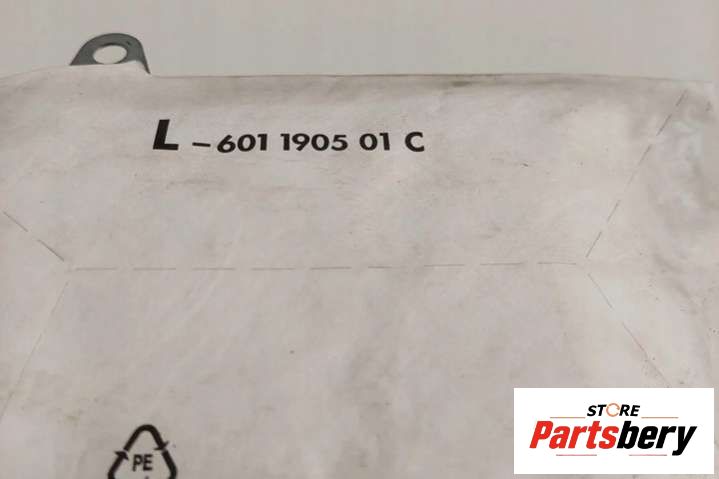 L - 601 1905 01 C
PE
STORE
Partsbery